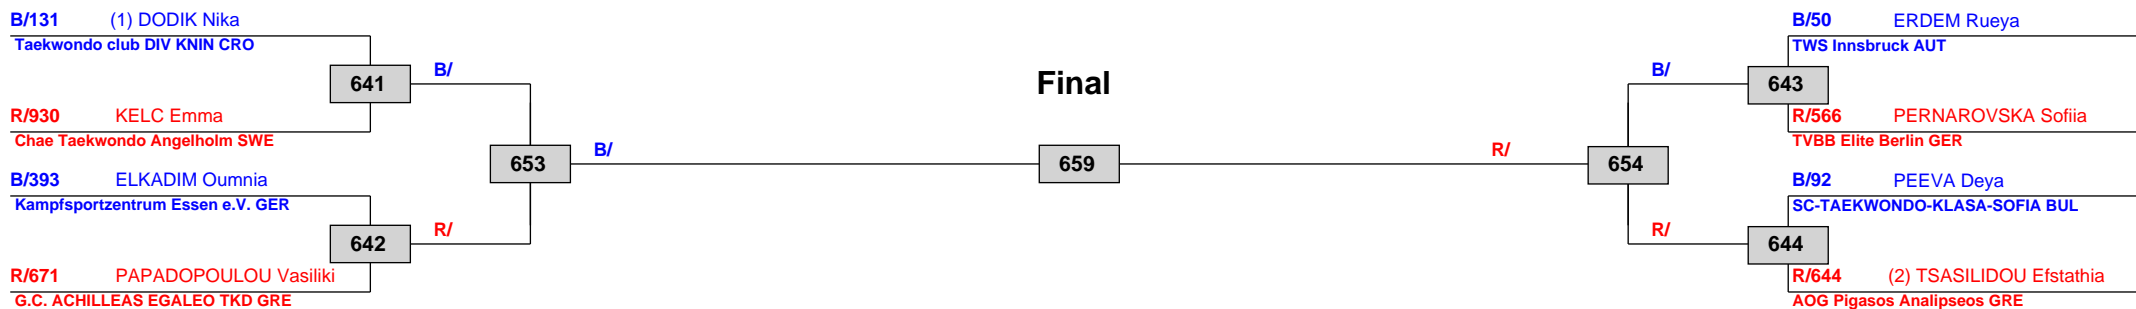 B/131 (1) DODIK Nika
Taekwondo club DIV KNIN CRO
641
B/
R/930 KELC Emma
Chae Taekwondo Angelholm SWE
653
B/
B/393 ELKADIM Oumnia
Kampfsportzentrum Essen e.V. GER
642
R/
R/671 PAPADOPOULOU Vasiliki
G.C. ACHILLEAS EGALEO TKD GRE
Final
659
B/50 ERDEM Rueya
TWS Innsbruck AUT
B/
643
R/566 PERNAROVSKA Sofiia
TVBB Elite Berlin GER
R/
654
B/92 PEEVA Deya
SC-TAEKWONDO-KLASA-SOFIA BUL
R/
644
R/644 (2) TSASILIDOU Efstathia
AOG Pigasos Analipseos GRE